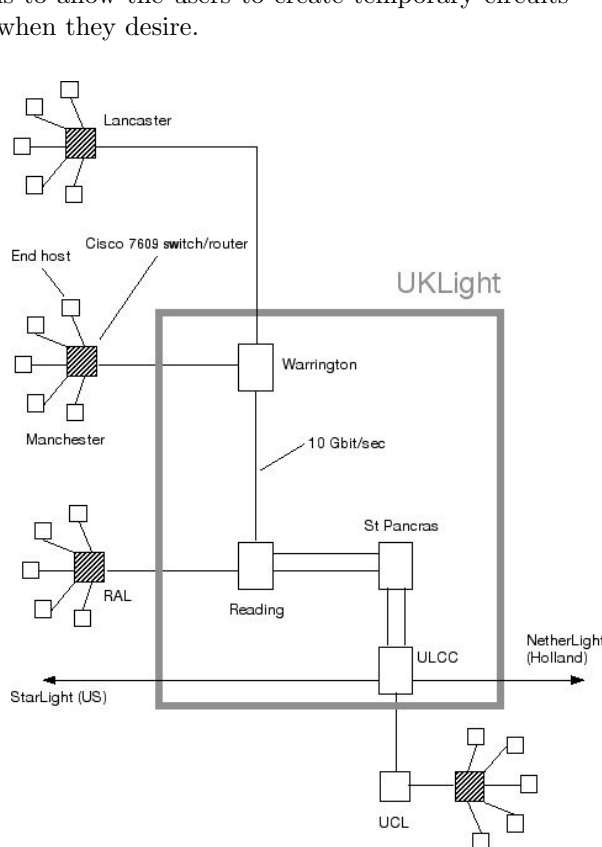 is to allow the users to create temporary circuits
when they desire.
Lancaster
Cisco 7609 switch/router
End host
UKLight
Warrington
Manchester
10 Gbit/sec
St Pancras
RAL
Reading
ULCC
NetherLight
(Holland)
StarLight (US)
UCL